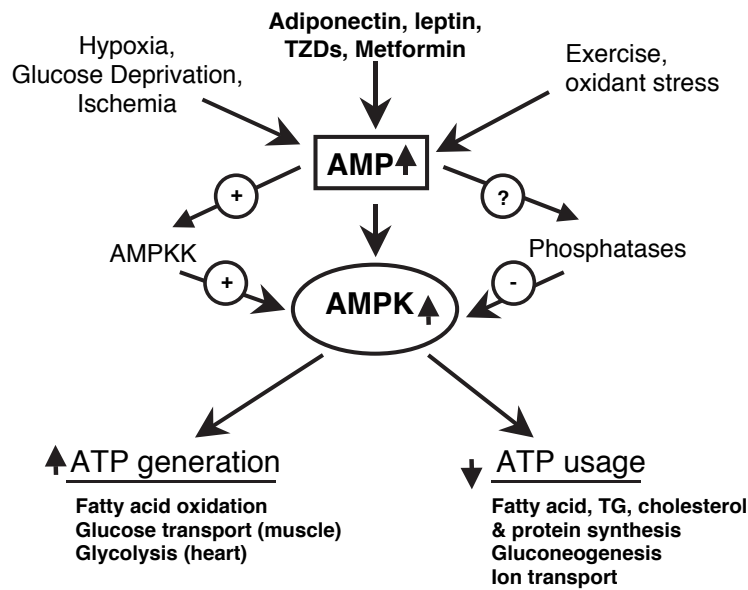 Adiponectin, leptin,
TZDs, Metformin
Hypoxia,
Glucose Deprivation,
Ischemia
Exercise,
oxidant stress
AMP
+
?
AMPKK
Phosphatases
+
-
AMPK
ATP generation
Fatty acid oxidation
Glucose transport (muscle)
Glycolysis (heart)
ATP usage
Fatty acid, TG, cholesterol
& protein synthesis
Gluconeogenesis
Ion transport